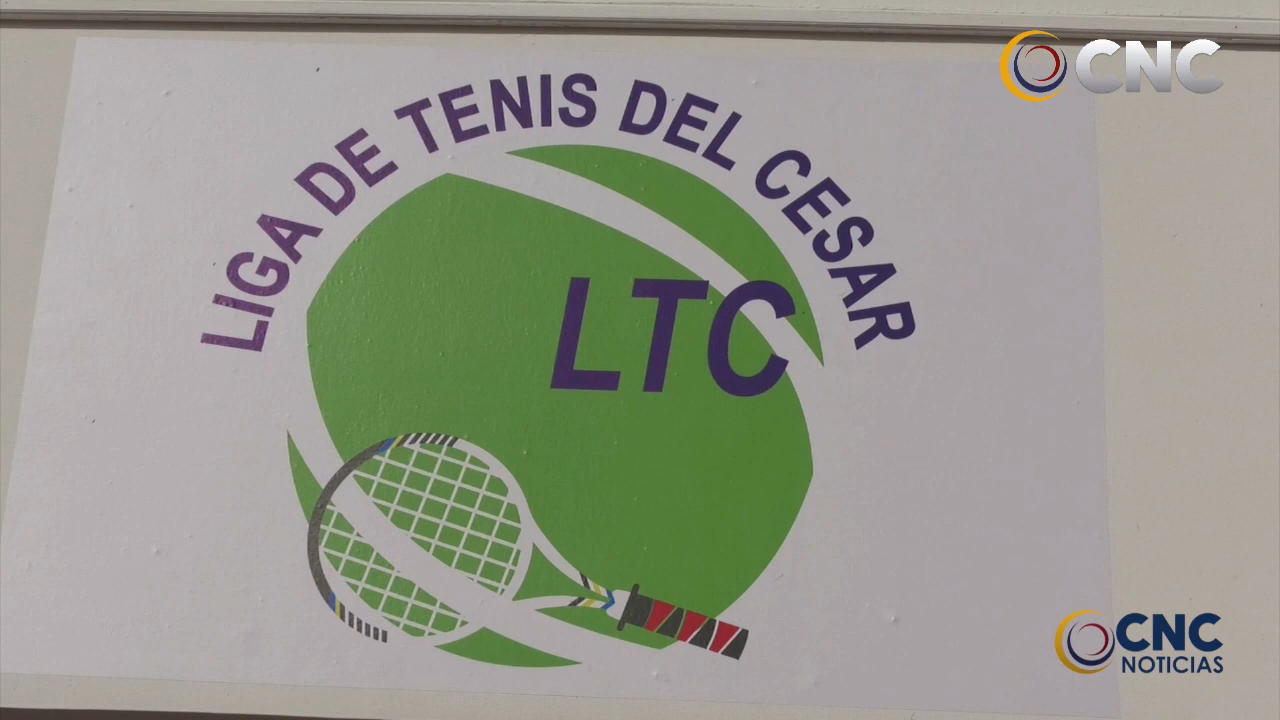 CNC
LIGA DE TENIS DEL CESAR
LTC
CNC
NOTICIAS